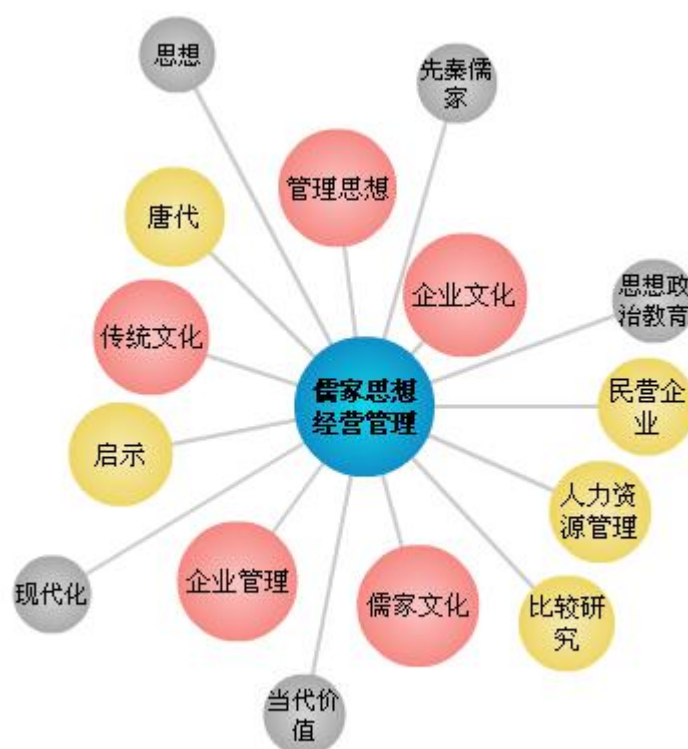 思想
先秦儒
家
管理思想
唐代
企业文化
思想政
治教育
传统文化
儒家思想
经营管理
民营企
业
启示
人力资
源管理
企业管理
现代化
儒家文化
比较研
究
当代价
值